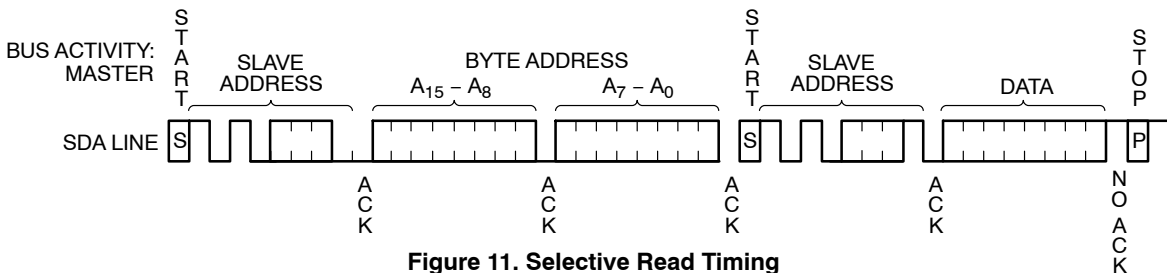 BUS ACTIVITY:
MASTER
START
SLAVE
ADDRESS
BYTE ADDRESS
A15 – A8
A7 – A0
START
SLAVE
ADDRESS
DATA
STOP
SDA LINE
S
S
P
ACK
ACK
ACK
ACK
NO ACK
Figure 11. Selective Read Timing